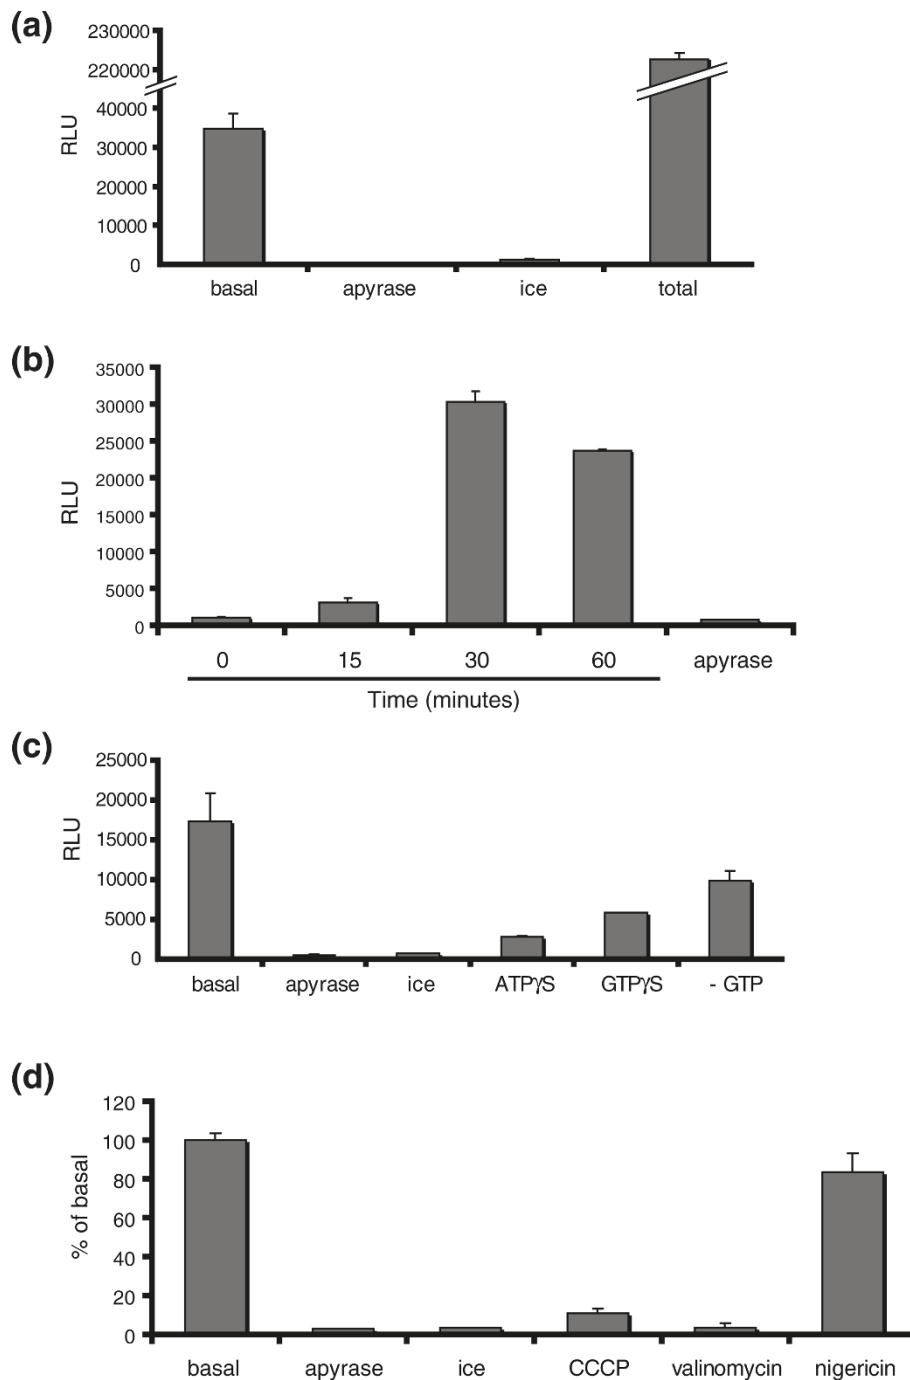 (a)
230000
220000
40000
30000
20000
10000
0
RLU
basal apyrase ice total
(b)
35000
30000
25000
20000
15000
10000
5000
0
RLU
0 15 30 60 apyrase
Time (minutes)
(c)
25000
20000
15000
10000
5000
0
RLU
basal apyrase ice ATPγS GTPγS - GTP
(d)
120
100
80
60
40
20
0
% of basal
basal apyrase ice CCCP valinomycin nigericin